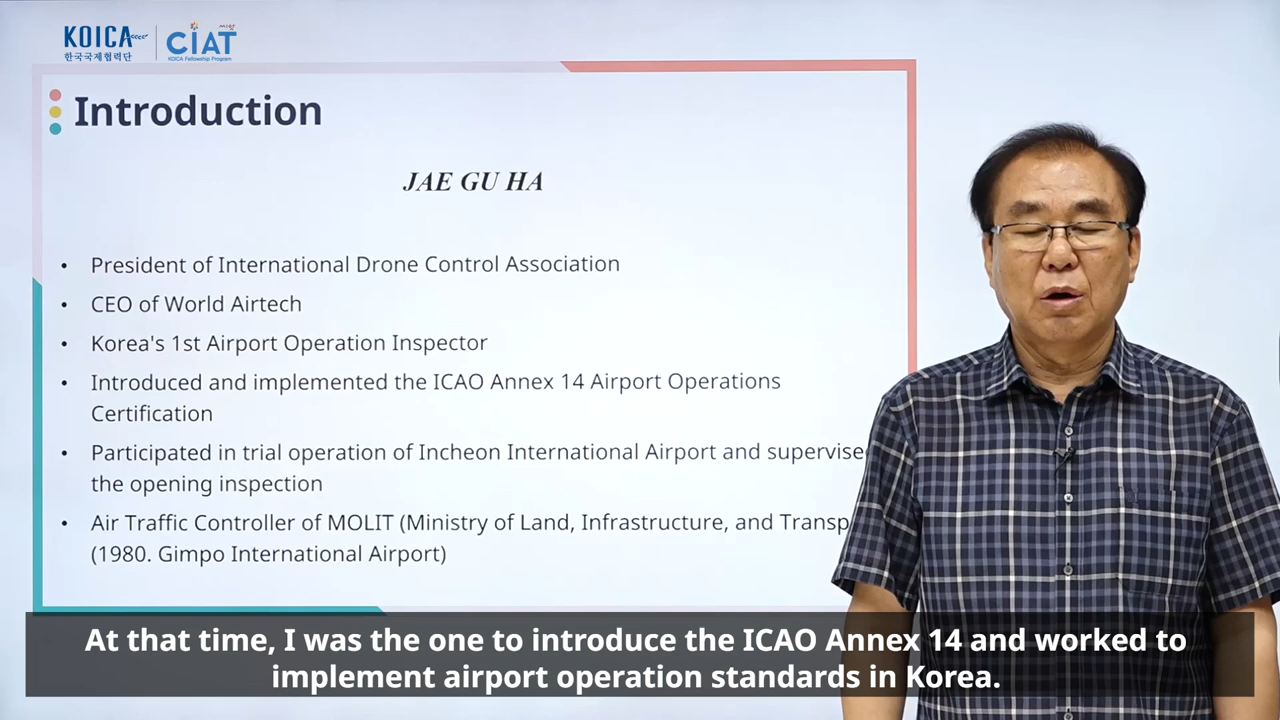 KOICA
한국국제협력단
CIAT
KOICA Fellowship Program
Introduction
JAE GU HA
• President of International Drone Control Association
• CEO of World Airtech
• Korea's 1st Airport Operation Inspector
• Introduced and implemented the ICAO Annex 14 Airport Operations
Certification
• Participated in trial operation of Incheon International Airport and supervise
the opening inspection
• Air Traffic Controller of MOLIT (Ministry of Land, Infrastructure, and Transp
(1980. Gimpo International Airport)
At that time, I was the one to introduce the ICAO Annex 14 and worked to
implement airport operation standards in Korea.